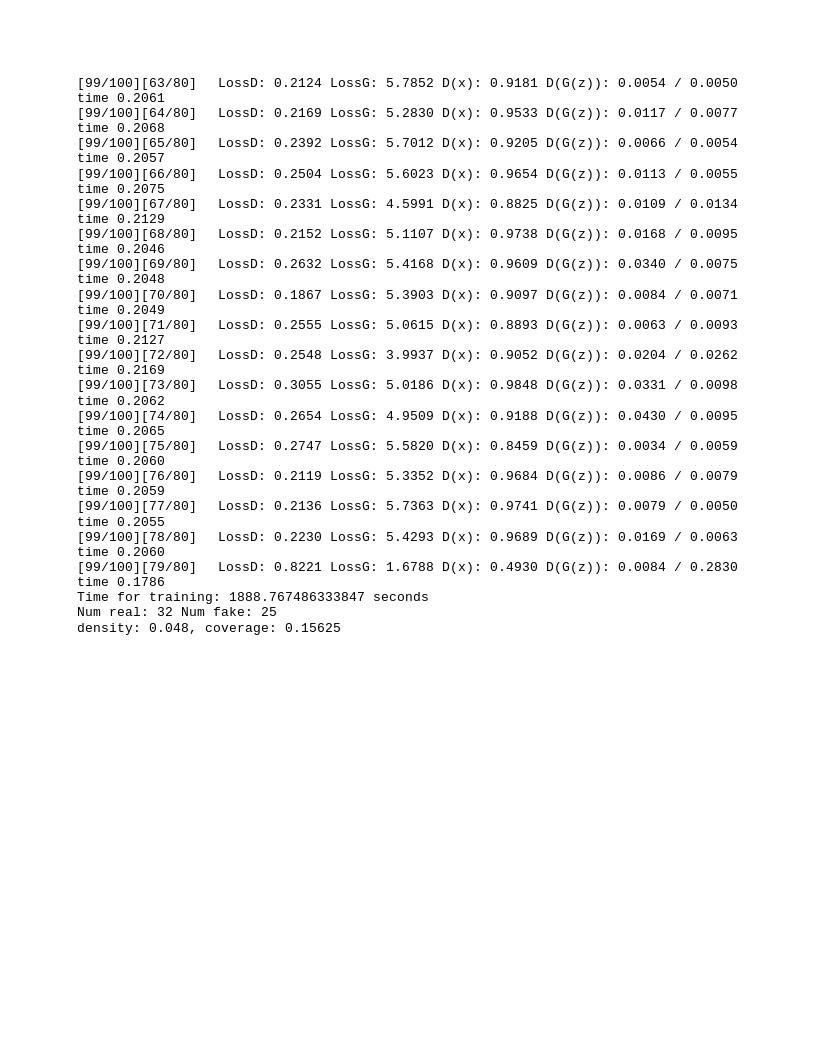 [99/100][63/80] LossD: 0.2124 LossG: 5.7852 D(x): 0.9181 D(G(z)): 0.0054 / 0.0050
time 0.2061
[99/100][64/80] LossD: 0.2169 LossG: 5.2830 D(x): 0.9533 D(G(z)): 0.0117 / 0.0077
time 0.2068
[99/100][65/80] LossD: 0.2392 LossG: 5.7012 D(x): 0.9205 D(G(z)): 0.0066 / 0.0054
time 0.2057
[99/100][66/80] LossD: 0.2504 LossG: 5.6023 D(x): 0.9654 D(G(z)): 0.0113 / 0.0055
time 0.2075
[99/100][67/80] LossD: 0.2331 LossG: 4.5991 D(x): 0.8825 D(G(z)): 0.0109 / 0.0134
time 0.2129
[99/100][68/80] LossD: 0.2152 LossG: 5.1107 D(x): 0.9738 D(G(z)): 0.0168 / 0.0095
time 0.2046
[99/100][69/80] LossD: 0.2632 LossG: 5.4168 D(x): 0.9609 D(G(z)): 0.0340 / 0.0075
time 0.2048
[99/100][70/80] LossD: 0.1867 LossG: 5.3903 D(x): 0.9097 D(G(z)): 0.0084 / 0.0071
time 0.2049
[99/100][71/80] LossD: 0.2555 LossG: 5.0615 D(x): 0.8893 D(G(z)): 0.0063 / 0.0093
time 0.2127
[99/100][72/80] LossD: 0.2548 LossG: 3.9937 D(x): 0.9052 D(G(z)): 0.0204 / 0.0262
time 0.2169
[99/100][73/80] LossD: 0.3055 LossG: 5.0186 D(x): 0.9848 D(G(z)): 0.0331 / 0.0098
time 0.2062
[99/100][74/80] LossD: 0.2654 LossG: 4.9509 D(x): 0.9188 D(G(z)): 0.0430 / 0.0095
time 0.2065
[99/100][75/80] LossD: 0.2747 LossG: 5.5820 D(x): 0.8459 D(G(z)): 0.0034 / 0.0059
time 0.2060
[99/100][76/80] LossD: 0.2119 LossG: 5.3352 D(x): 0.9684 D(G(z)): 0.0086 / 0.0079
time 0.2059
[99/100][77/80] LossD: 0.2136 LossG: 5.7363 D(x): 0.9741 D(G(z)): 0.0079 / 0.0050
time 0.2055
[99/100][78/80] LossD: 0.2230 LossG: 5.4293 D(x): 0.9689 D(G(z)): 0.0169 / 0.0063
time 0.2060
[99/100][79/80] LossD: 0.8221 LossG: 1.6788 D(x): 0.4930 D(G(z)): 0.0084 / 0.2830
time 0.1786
Time for training: 1888.767486333847 seconds
Num real: 32 Num fake: 25
density: 0.048, coverage: 0.15625